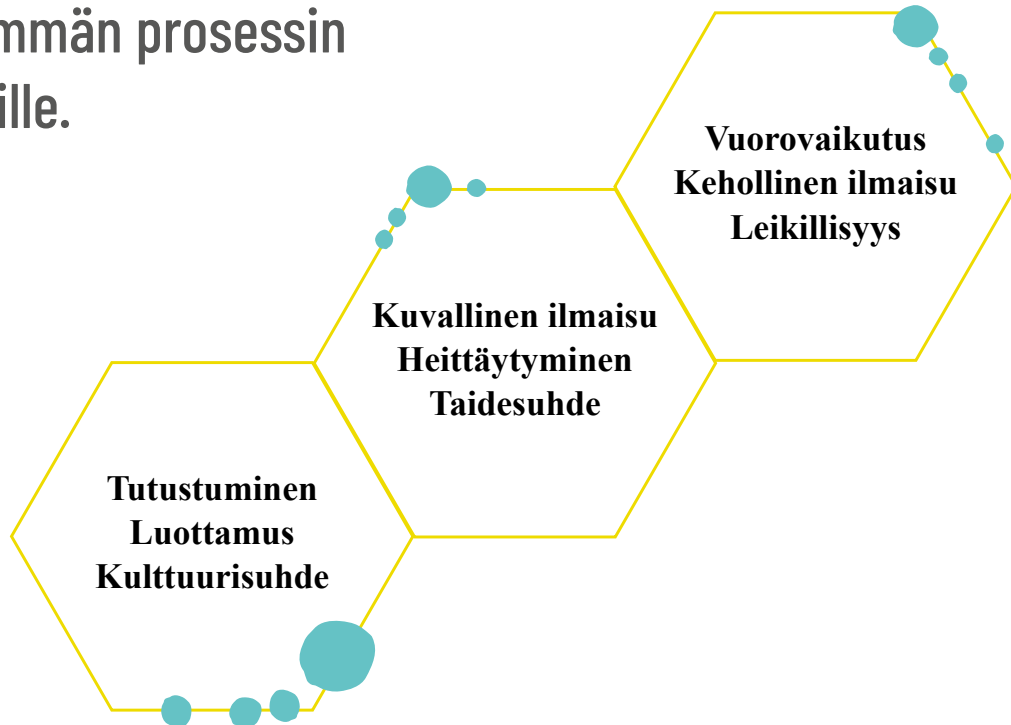 mmän prosessin
ille.
Vuorovaikutus
Kehollinen ilmaisu
Leikillisyys
Kuvallinen ilmaisu
Heittäytyminen
Taidesuhde
Tutustuminen
Luottamus
Kulttuurisuhde